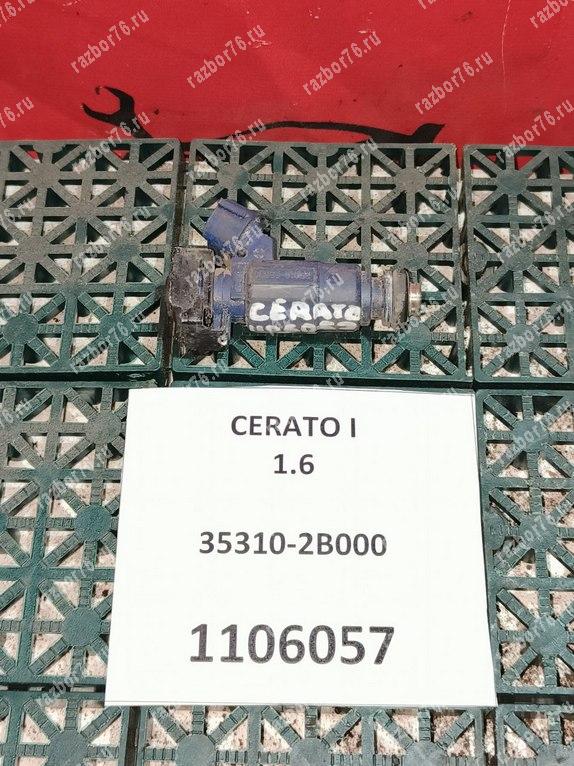 CERATO
CERATO I
1.6
35310-2B000
1106057
razbor76.ru